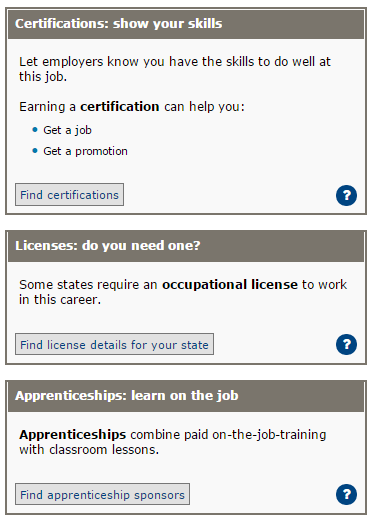 Certifications: show your skills
Let employers know you have the skills to do well at
this job.
Earning a certification can help you:
• Get a job
• Get a promotion
Find certifications
?
Licenses: do you need one?
Some states require an occupational license to work
in this career.
Find license details for your state
?
Apprenticeships: learn on the job
Apprenticeships combine paid on-the-job-training
with classroom lessons.
Find apprenticeship sponsors
?